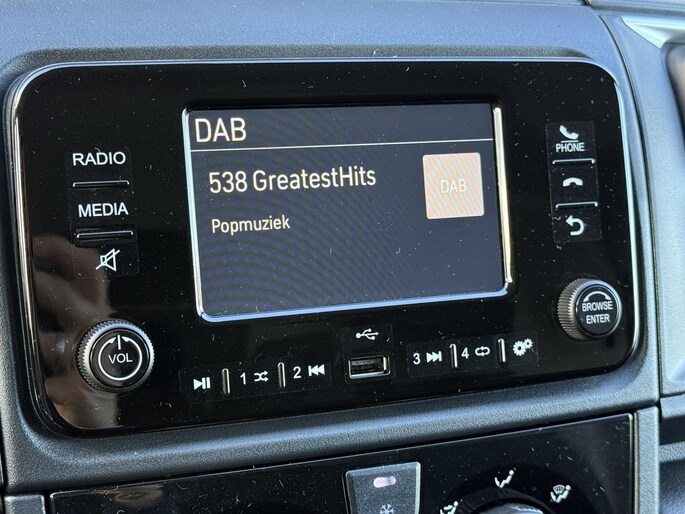 DAB
RADIO
538 GreatestHits
DAB
PHONE
MEDIA
Popmuziek
BROWSE
ENTER
VOL
1 2 3 4